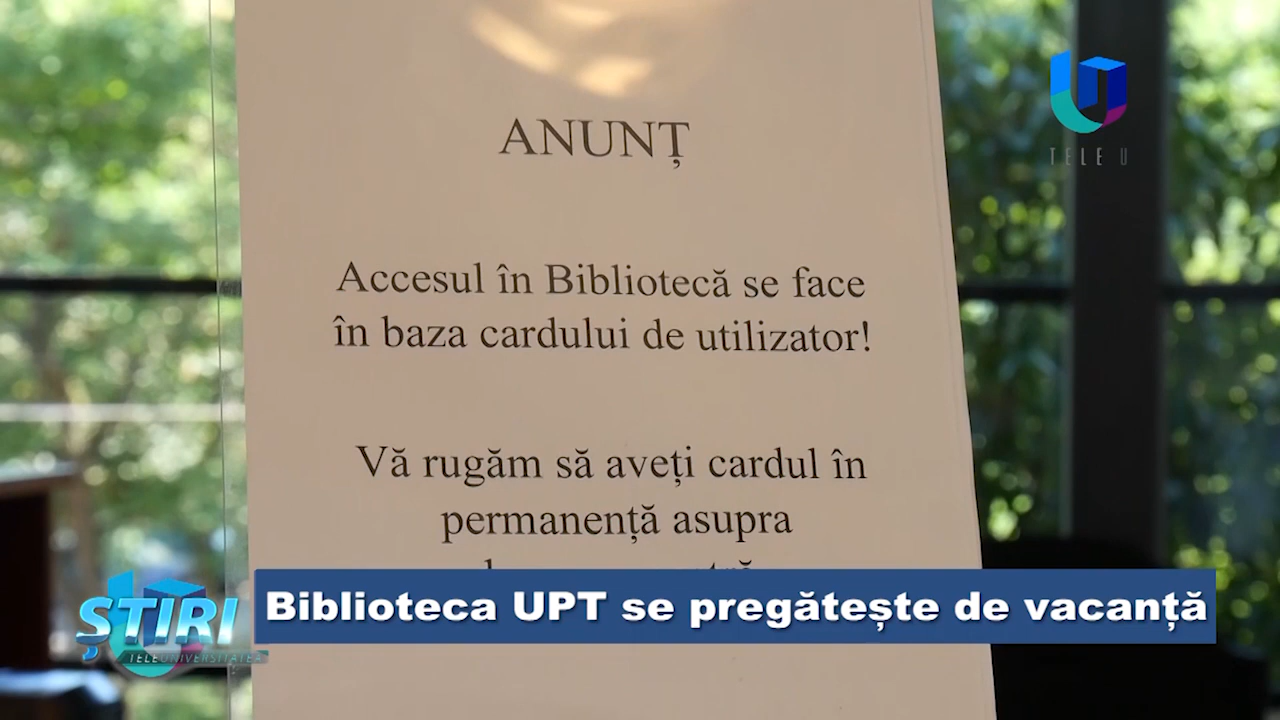 ANUNȚ
Accesul în Bibliotecă se face
în baza cardului de utilizator!
Vă rugăm să aveți cardul în
permanență asupra
TELE U
ȘTIRI
TELEUNIVERSITATEA
Biblioteca UPT se pregătește de vacanță